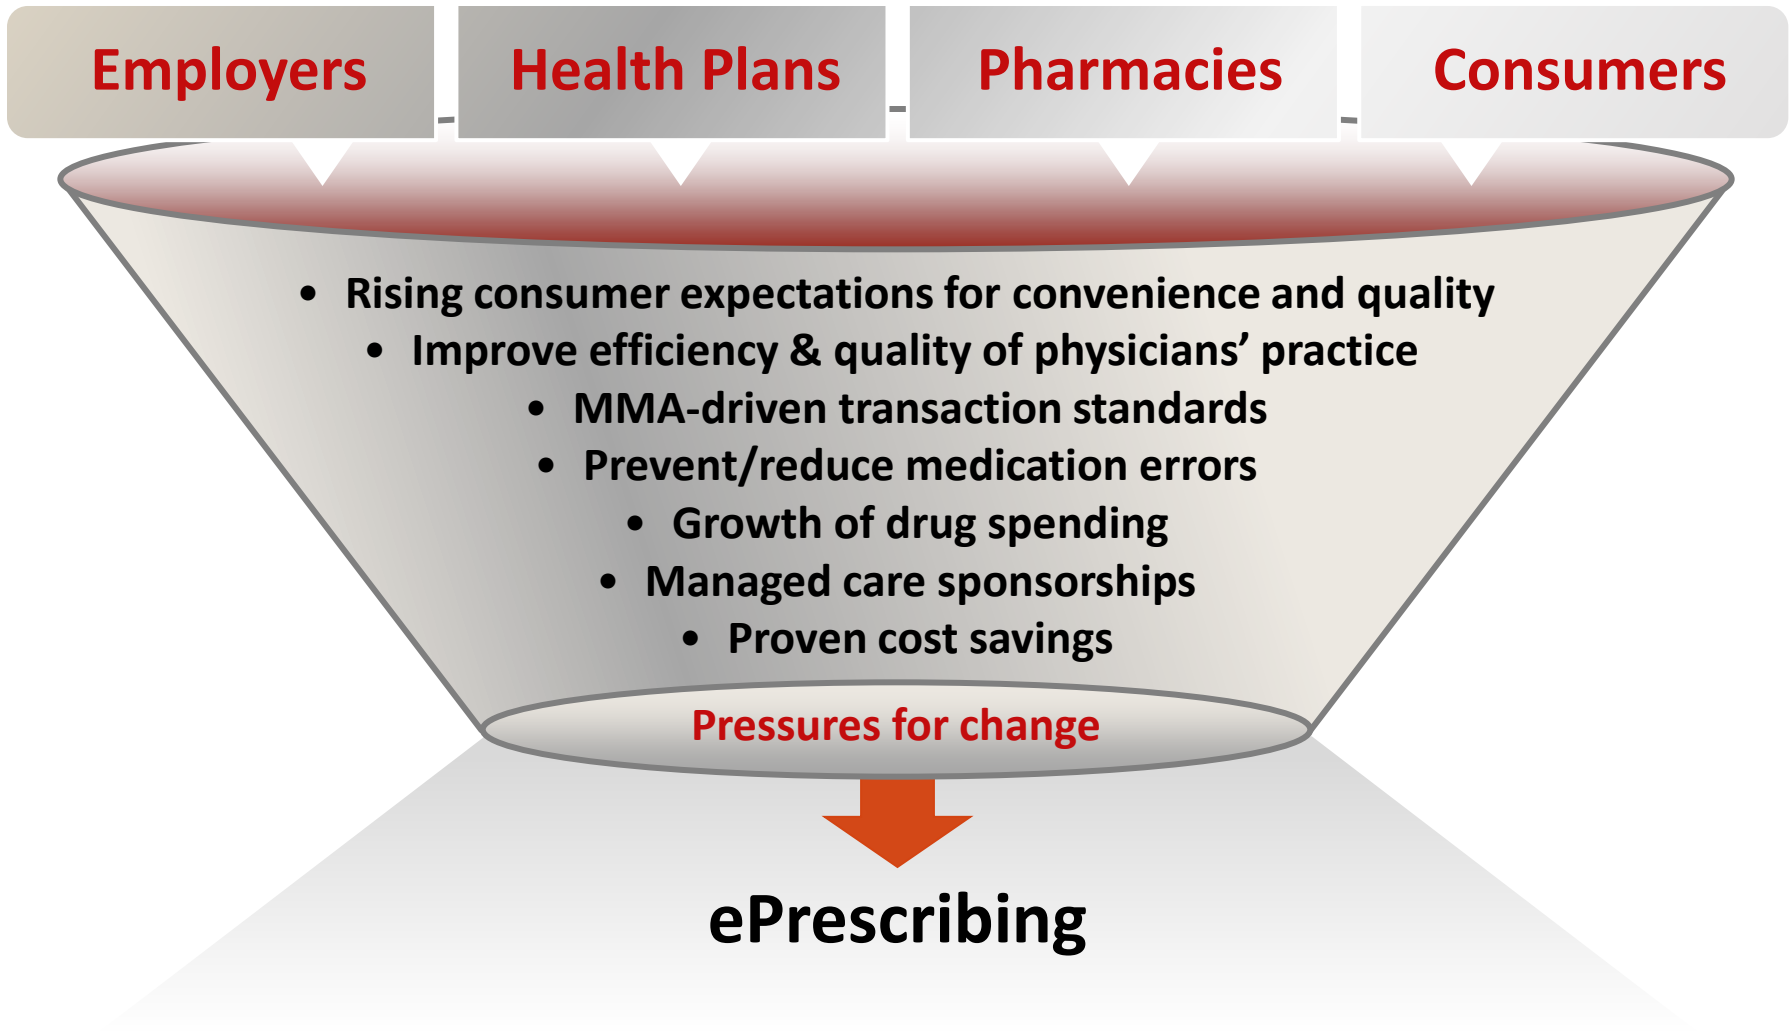 Employers
Health Plans
Pharmacies
Consumers
• Rising consumer expectations for convenience and quality
• Improve efficiency & quality of physicians’ practice
• MMA-driven transaction standards
• Prevent/reduce medication errors
• Growth of drug spending
• Managed care sponsorships
• Proven cost savings
Pressures for change
ePrescribing